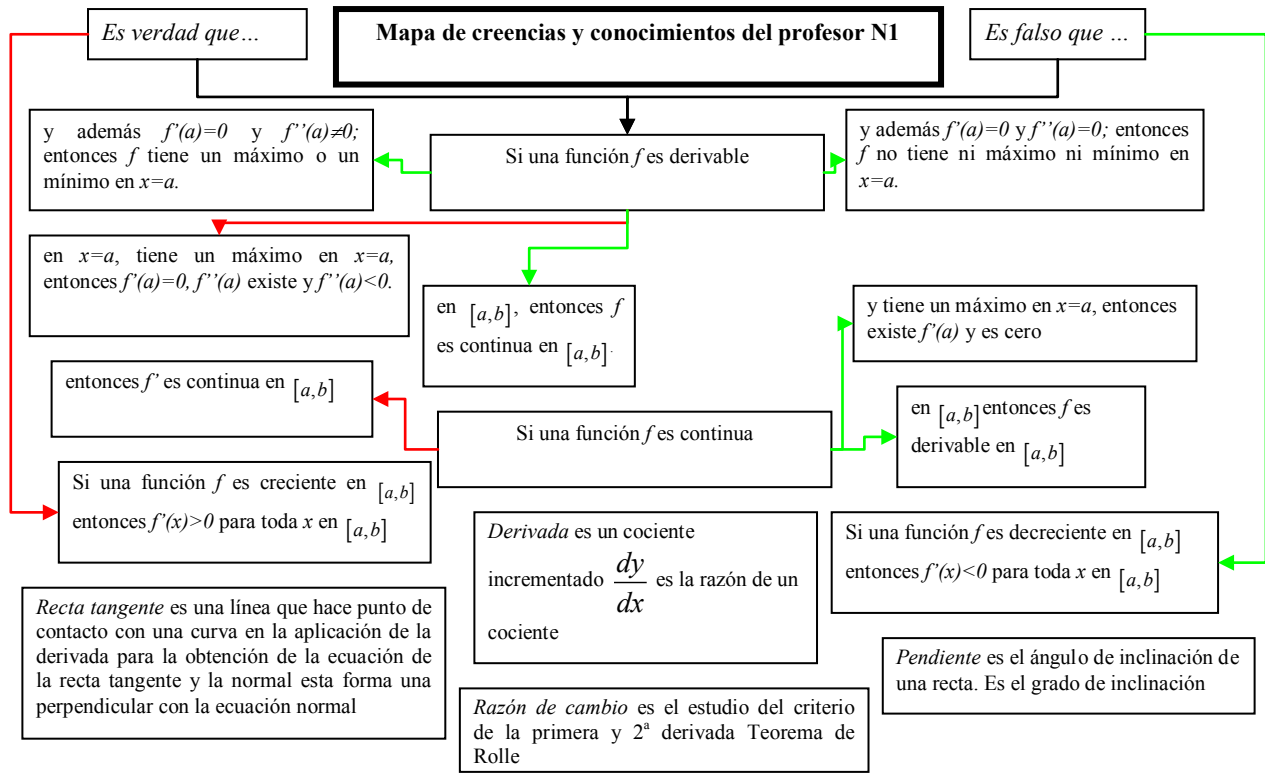 Es verdad que…
Mapa de creencias y conocimientos del profesor N1
Es falso que …
y además f'(a)=0 y f''(a)≠0;
entonces f tiene un máximo o un
mínimo en x=a.
Si una función f es derivable
y además f'(a)=0 y f''(a)=0; entonces
f no tiene ni máximo ni mínimo en
x=a.
en x=a, tiene un máximo en x=a,
entonces f'(a)=0, f''(a) existe y f''(a)<0.
en [a,b], entonces f
es continua en [a,b].
y tiene un máximo en x=a, entonces
existe f'(a) y es cero
entonces f' es continua en [a,b]
Si una función f es continua
en [a,b] entonces f es
derivable en [a,b]
Si una función f es creciente en [a,b]
entonces f'(x)>0 para toda x en [a,b]
Derivada es un cociente
incrementado dy/dx es la razón de un
cociente
Si una función f es decreciente en [a,b]
entonces f'(x)<0 para toda x en [a,b]
Recta tangente es una línea que hace punto de
contacto con una curva en la aplicación de la
derivada para la obtención de la ecuación de
la recta tangente y la normal esta forma una
perpendicular con la ecuación normal
Pendiente es el ángulo de inclinación de
una recta. Es el grado de inclinación
Razón de cambio es el estudio del criterio
de la primera y 2ª derivada Teorema de
Rolle